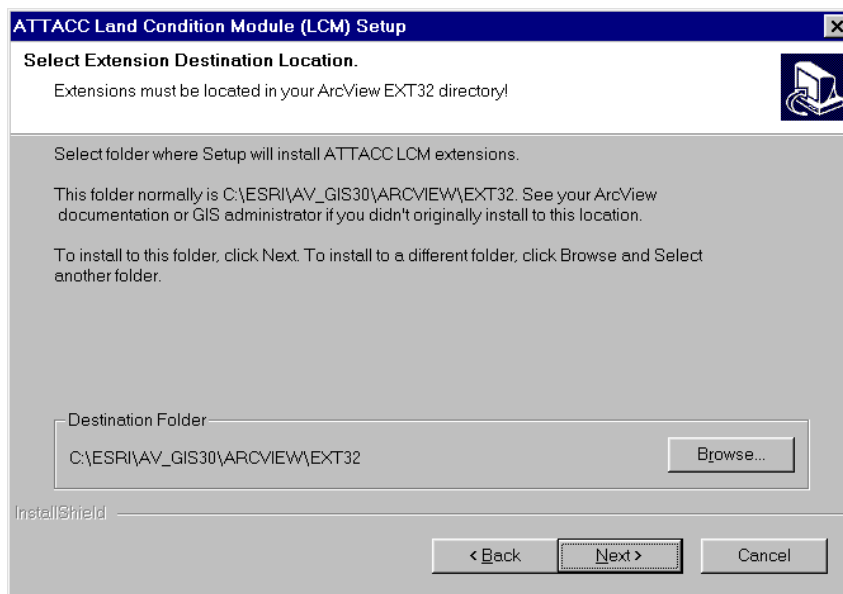 ATTACC Land Condition Module (LCM) Setup
Select Extension Destination Location.
Extensions must be located in your ArcView EXT32 directory!
Select folder where Setup will install ATTACC LCM extensions.
This folder normally is C:\ESRI\AV_GIS30\ARCVIEW\EXT32. See your ArcView
documentation or GIS administrator if you didn't originally install to this location.
To install to this folder, click Next. To install to a different folder, click Browse and Select
another folder.
Destination Folder
C:\ESRI\AV_GIS30\ARCVIEW\EXT32
Browse...
InstallShield
< Back
Next >
Cancel